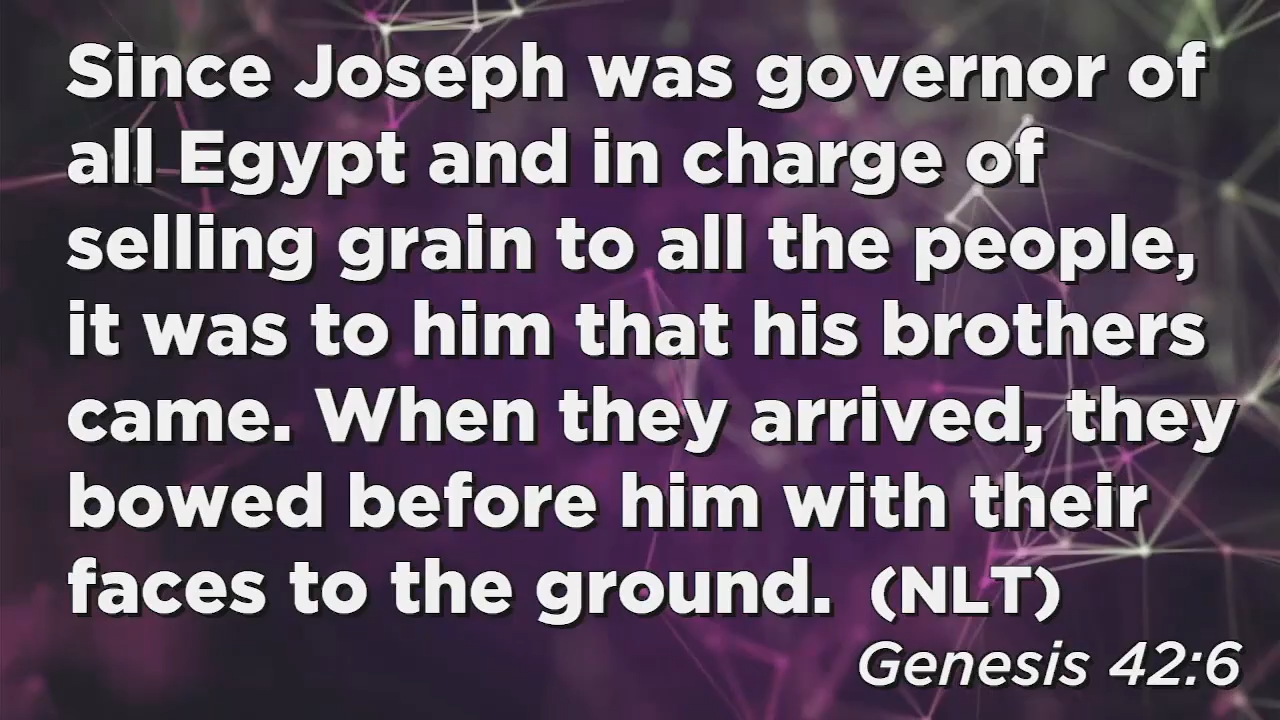 Since Joseph was governor of
all Egypt and in charge of
selling grain to all the people,
it was to him that his brothers
came. When they arrived, they
bowed before him with their
faces to the ground. (NLT)
Genesis 42:6